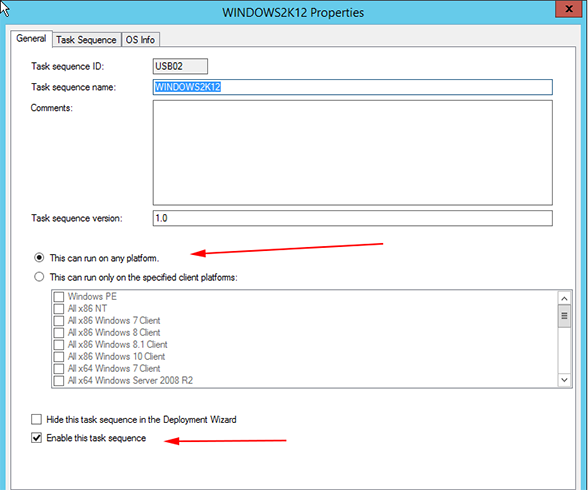 WINDOWS2K12 Properties
General Task Sequence OS Info
Task sequence ID: USB02
Task sequence name: WINDOWS2K12
Comments:
Task sequence version: 1.0
This can run on any platform.
This can run only on the specified client platforms:
Windows PE
All x86 NT
All x86 Windows 7 Client
All x86 Windows 8 Client
All x86 Windows 8.1 Client
All x86 Windows 10 Client
All x64 Windows 7 Client
All x64 Windows Server 2008 R2
Hide this task sequence in the Deployment Wizard
Enable this task sequence